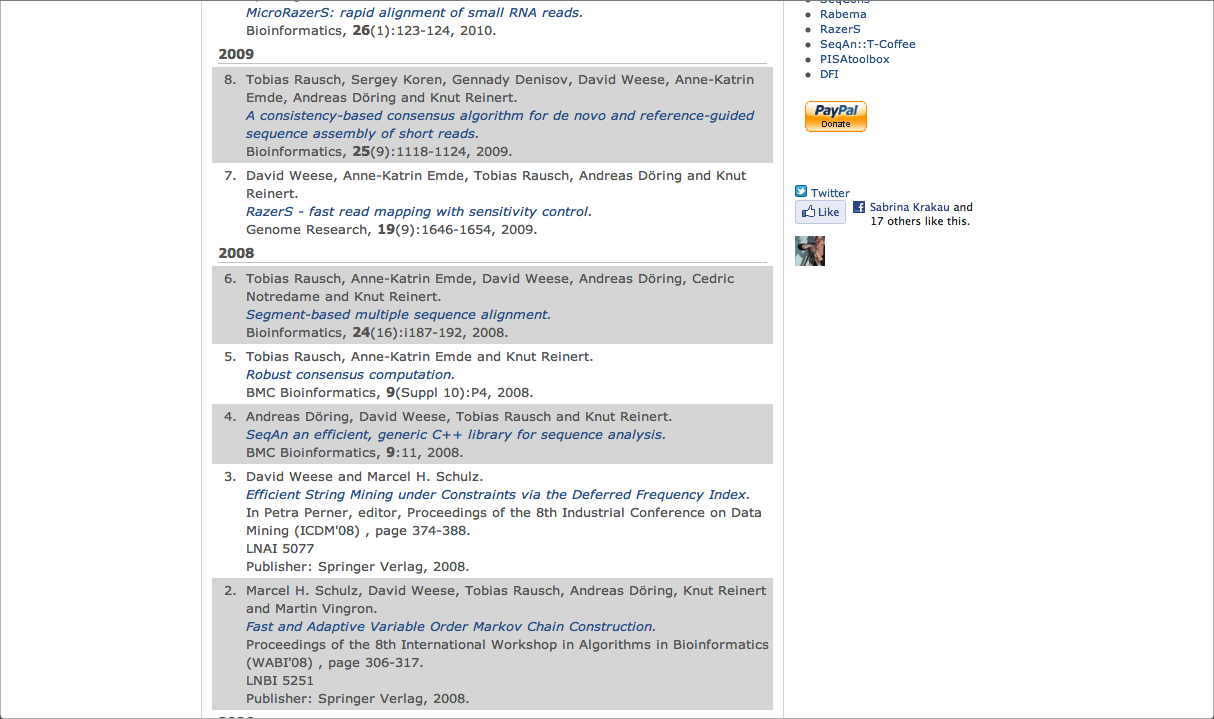 MicroRazerS: rapid alignment of small RNA reads.
Bioinformatics, 26(1):123-124, 2010.
2009
8. Tobias Rausch, Sergey Koren, Gennady Denisov, David Weese, Anne-Katrin
Emde, Andreas Döring and Knut Reinert.
A consistency-based consensus algorithm for de novo and reference-guided
sequence assembly of short reads.
Bioinformatics, 25(9):1118-1124, 2009.
7. David Weese, Anne-Katrin Emde, Tobias Rausch, Andreas Döring and Knut
Reinert.
RazerS - fast read mapping with sensitivity control.
Genome Research, 19(9):1646-1654, 2009.
2008
6. Tobias Rausch, Anne-Katrin Emde, David Weese, Andreas Döring, Cedric
Notredame and Knut Reinert.
Segment-based multiple sequence alignment.
Bioinformatics, 24(16):i187-192, 2008.
5. Tobias Rausch, Anne-Katrin Emde and Knut Reinert.
Robust consensus computation.
BMC Bioinformatics, 9(Suppl 10):P4, 2008.
4. Andreas Döring, David Weese, Tobias Rausch and Knut Reinert.
SeqAn an efficient, generic C++ library for sequence analysis.
BMC Bioinformatics, 9:11, 2008.
3. David Weese and Marcel H. Schulz.
Efficient String Mining under Constraints via the Deferred Frequency Index.
In Petra Perner, editor, Proceedings of the 8th Industrial Conference on Data
Mining (ICDM'08) , page 374-388.
LNAI 5077
Publisher: Springer Verlag, 2008.
2. Marcel H. Schulz, David Weese, Tobias Rausch, Andreas Döring, Knut Reinert
and Martin Vingron.
Fast and Adaptive Variable Order Markov Chain Construction.
Proceedings of the 8th International Workshop in Algorithms in Bioinformatics
(WABI'08) , page 306-317.
LNBI 5251
Publisher: Springer Verlag, 2008.
SeqCons
Rabema
RazerS
SeqAn::T-Coffee
PISAtoolbox
DFI
PayPal
Donate
Twitter
Like
Sabrina Krakau and
17 others like this.